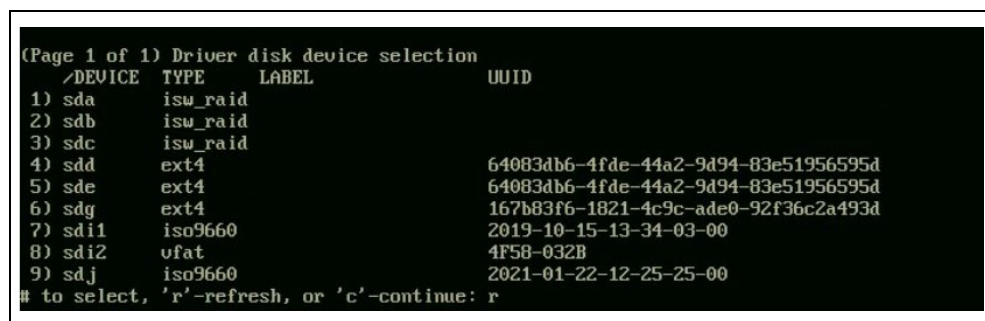 (Page 1 of 1) Driver disk device selection
/DEVICE TYPE LABEL UUID
1) sda isw_raid
2) sdb isw_raid
3) sdc isw_raid
4) sdd ext4 64083db6-4fde-44a2-9d94-83e51956595d
5) sde ext4 64083db6-4fde-44a2-9d94-83e51956595d
6) sdg ext4 167b83f6-1821-4c9c-ade0-92f36c2a493d
7) sdi1 iso9660 2019-10-15-13-34-03-00
8) sdi2 vfat 4F58-032B
9) sdj iso9660 2021-01-22-12-25-25-00
# to select, 'r'-refresh, or 'c'-continue: r